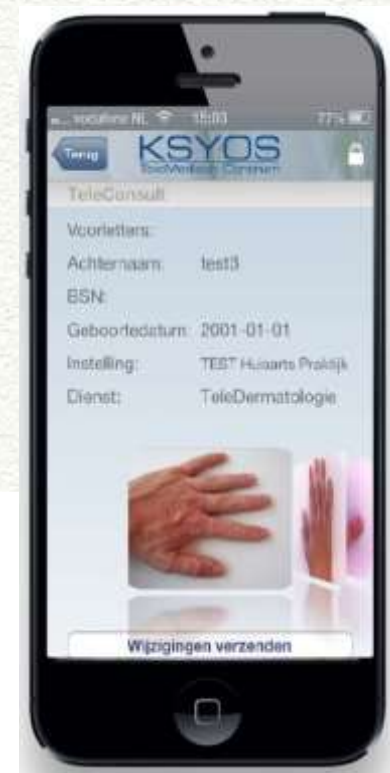 vodafone NL 15:03 77%
Terug KSYOS
TeleMedisch Centrum
TeleConsult
Voorletters:
Achternaam: test3
BSN:
Geboortedatum: 2001-01-01
Instelling: TEST Huisarts Praktijk
Dienst: TeleDermatologie
Wijzigingen verzenden